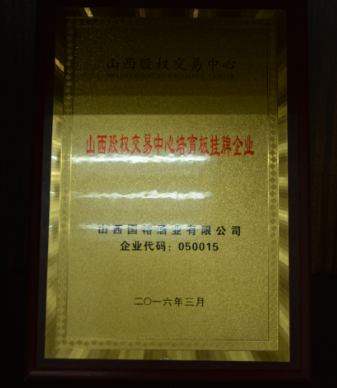 山西股权交易中心
山西股权交易中心培育板挂牌企业
山西国裕酒业有限公司
企业代码：050015
二〇一六年三月